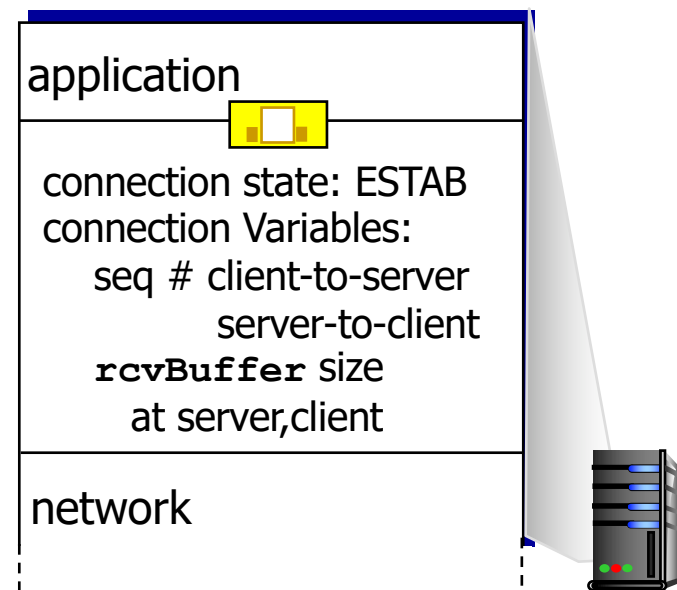 application
connection state: ESTAB
connection Variables:
seq # client-to-server
server-to-client
rcvBuffer size
at server,client
network